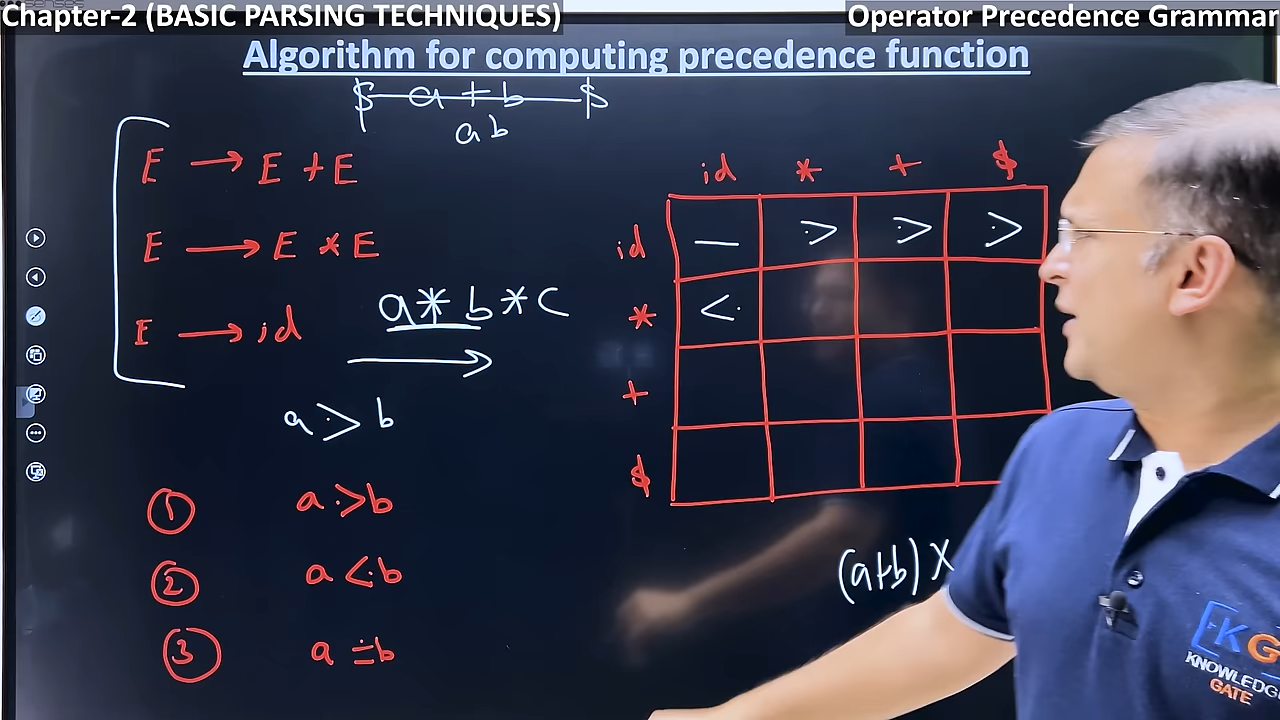 Chapter-2 (BASIC PARSING TECHNIQUES)
Operator Precedence Grammar
Algorithm for computing precedence function
$ a + b $
a b
E → E + E
E → E * E
E → id
a * b * c
→
a ·> b
① a ·> b
② a <· b
③ a ≐ b
id * + $
id — ·> ·> ·>
* <·
+
$
(a+b) X
KG
KNOWLEDGE
GATE